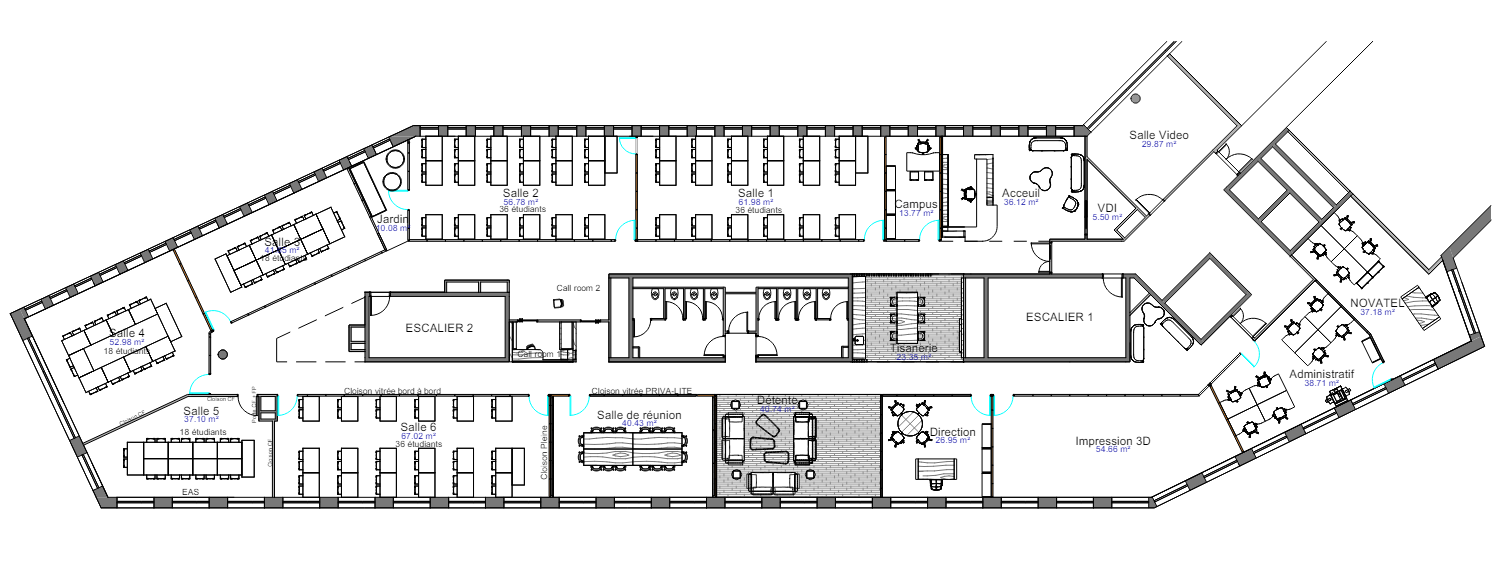 Salle Video
29.87 m²
Salle 2
56.78 m²
36 étudiants
Salle 1
61.98 m²
36 étudiants
Campus
13.77 m²
Acceuil
36.12 m²
VDI
5.50 m²
Jardin
10.08 m²
Salle 3
18 étudiants
Call room 2
NOVATEL
37.18 m²
ESCALIER 2
ESCALIER 1
Salle 4
52.98 m²
18 étudiants
Call room 1
Tisanerie
23.35 m²
Administratif
38.71 m²
Cloison vitrée bord à bord
Cloison vitrée PRIVA-LITE
Cloison CF
Cloison CF
Salle 5
37.10 m²
18 étudiants
Cloison CF
EAS
Salle 6
67.02 m²
36 étudiants
Cloison Pleine
Salle de réunion
40.43 m²
Détente
40.74 m²
Direction
26.95 m²
Impression 3D
54.66 m²